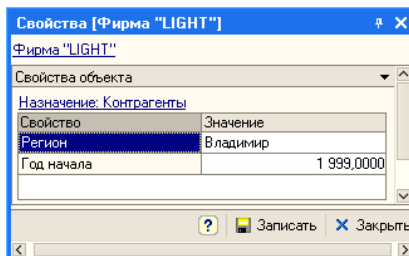 Свойства [Фирма "LIGHT"]
Фирма "LIGHT"
Свойства объекта
Назначение: Контрагенты
Свойство Значение
Регион Владимир
Год начала 1 999,0000
? Записать Закрыть